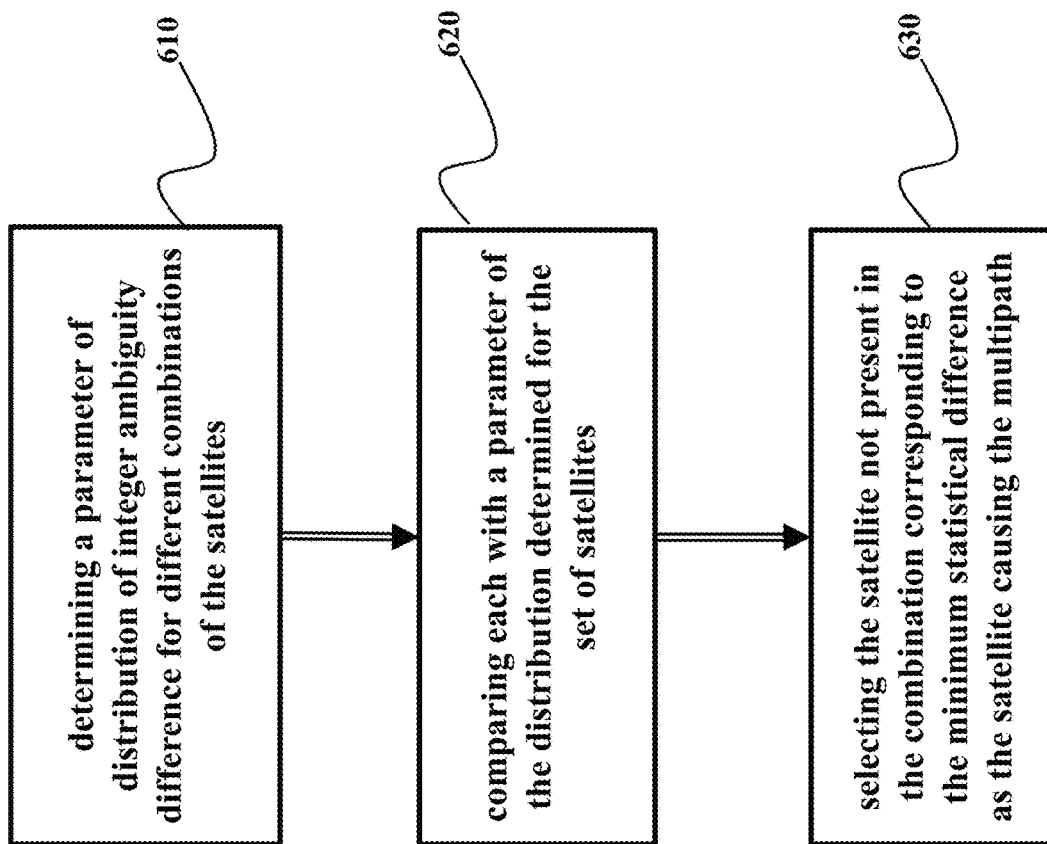 610
determining a parameter of
distribution of integer ambiguity
difference for different combinations
of the satellites
620
comparing each with a parameter of
the distribution determined for the
set of satellites
630
selecting the satellite not present in
the combination corresponding to
the minimum statistical difference
as the satellite causing the multipath